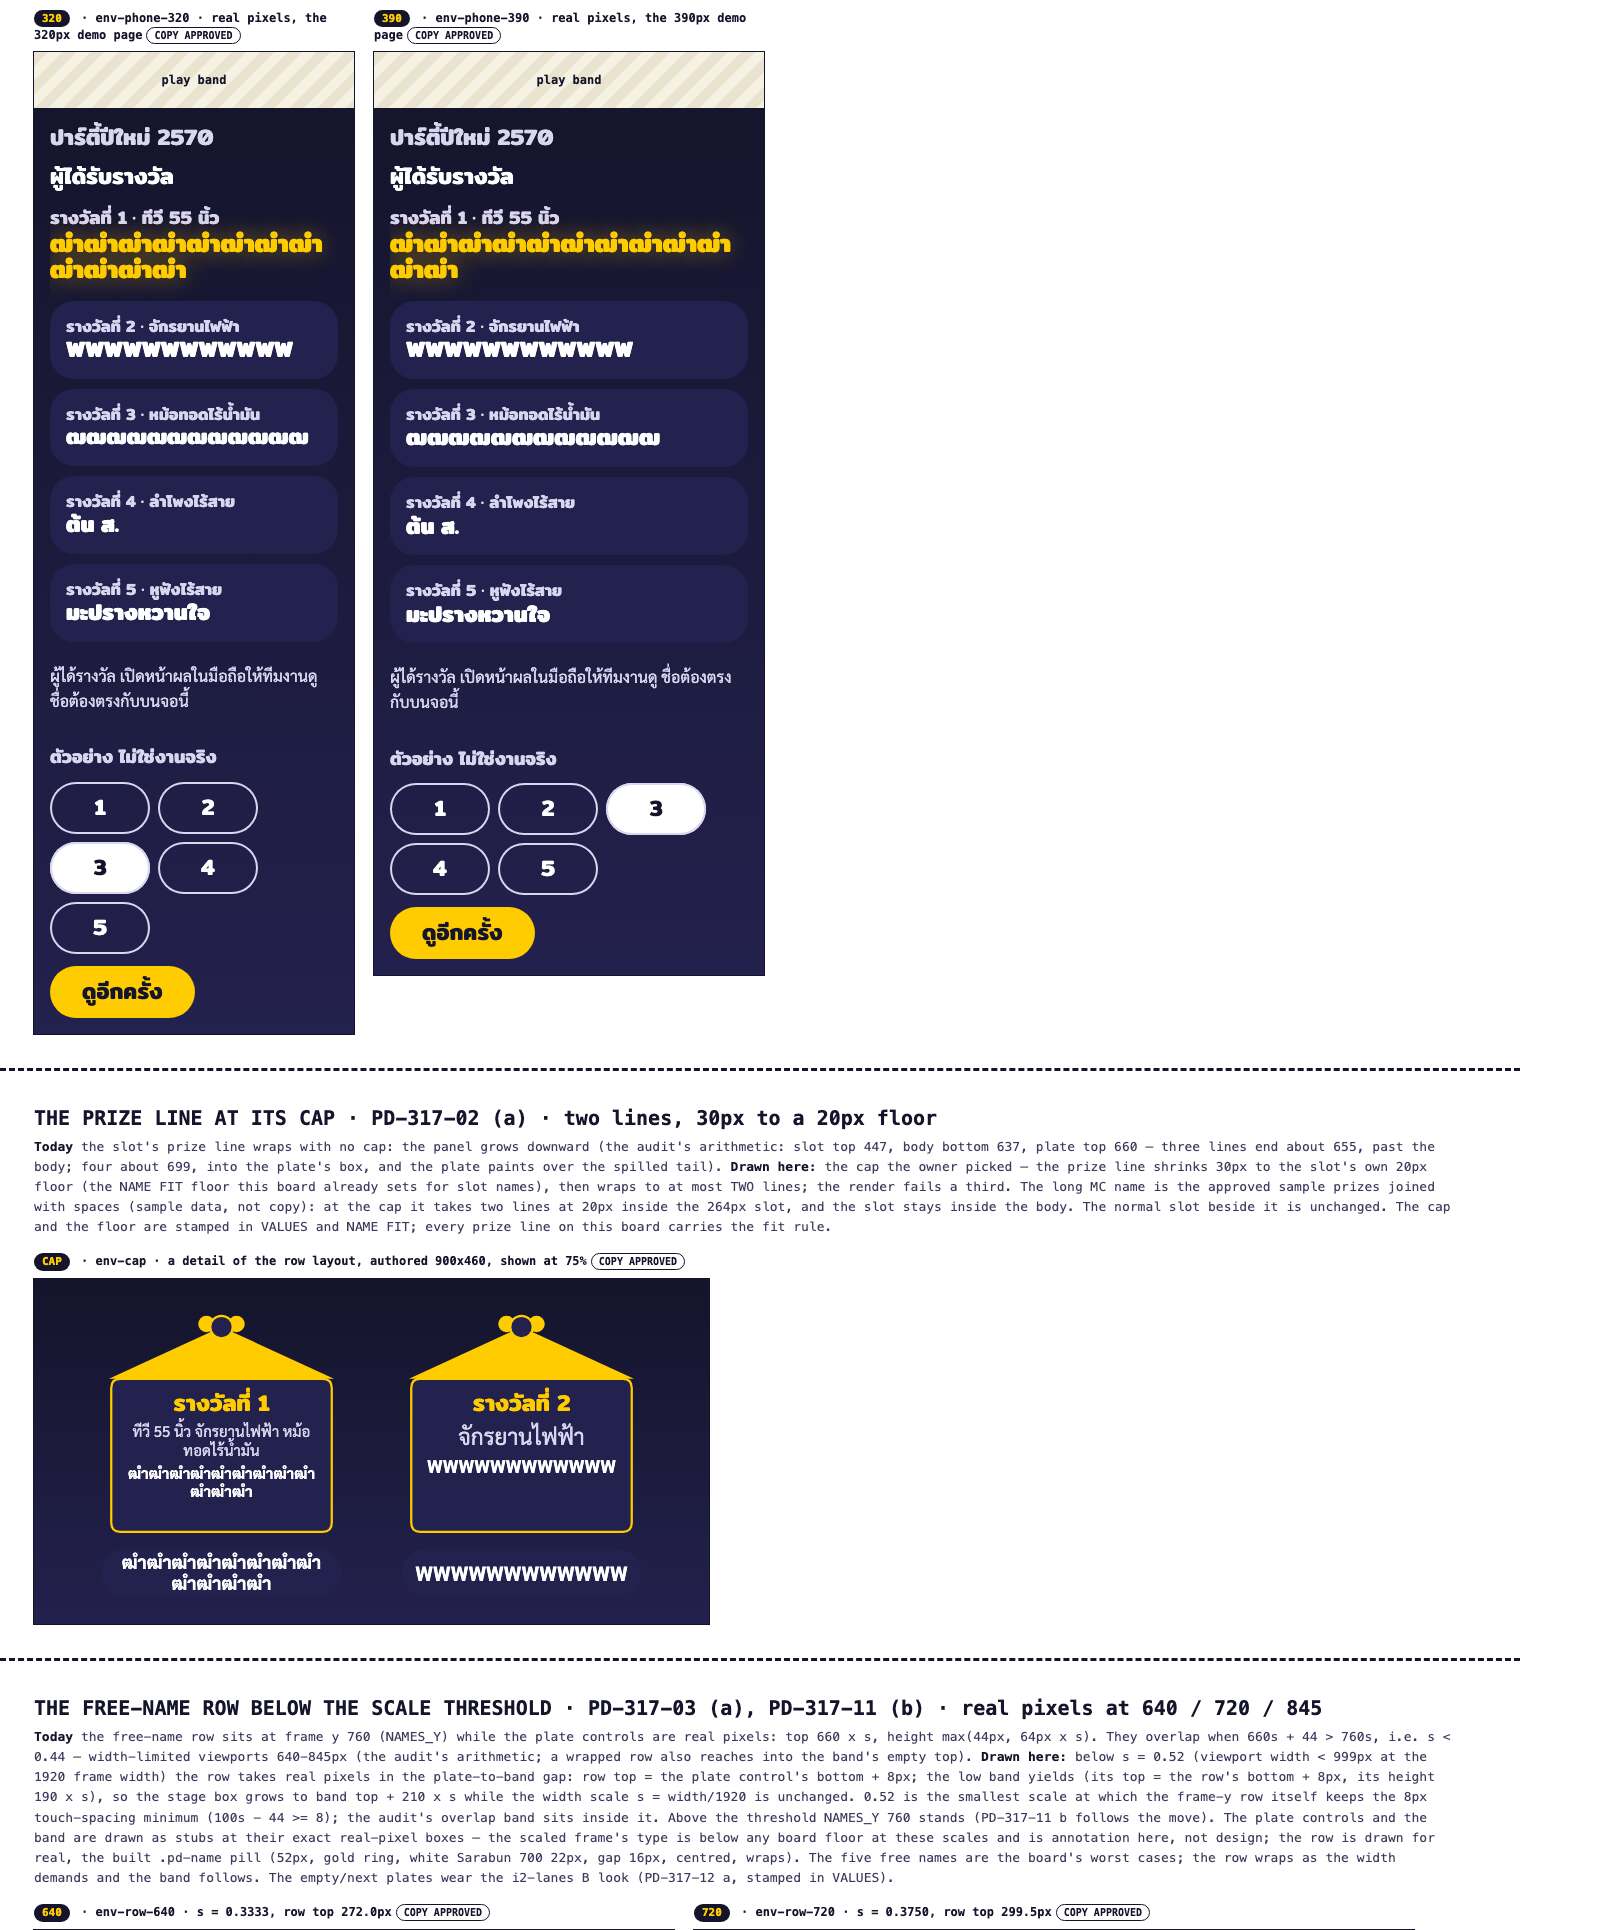 320 · env-phone-320 · real pixels, the
320px demo page COPY APPROVED
play band
ปาร์ตี้ปีใหม่ 2570
ผู้ได้รับรางวัล
รางวัลที่ 1 · ทีวี 55 นิ้ว
ฒำฒำฒำฒำฒำฒำฒำฒำ
ฒำฒำฒำฒำ
รางวัลที่ 2 · จักรยานไฟฟ้า
WWWWWWWWWWWW
รางวัลที่ 3 · หม้อทอดไร้น้ำมัน
ฒฒฒฒฒฒฒฒฒฒฒฒ
รางวัลที่ 4 · ลำโพงไร้สาย
ต้น ส.
รางวัลที่ 5 · หูฟังไร้สาย
มะปรางหวานใจ
ผู้ได้รางวัล เปิดหน้าผลในมือถือให้ทีมงานดู
ชื่อต้องตรงกับบนจอนี้
ตัวอย่าง ไม่ใช่งานจริง
1 2
3 4
5
ดูอีกครั้ง
390 · env-phone-390 · real pixels, the 390px demo
page COPY APPROVED
play band
ปาร์ตี้ปีใหม่ 2570
ผู้ได้รับรางวัล
รางวัลที่ 1 · ทีวี 55 นิ้ว
ฒำฒำฒำฒำฒำฒำฒำฒำฒำฒำ
ฒำฒำ
รางวัลที่ 2 · จักรยานไฟฟ้า
WWWWWWWWWWWW
รางวัลที่ 3 · หม้อทอดไร้น้ำมัน
ฒฒฒฒฒฒฒฒฒฒฒฒ
รางวัลที่ 4 · ลำโพงไร้สาย
ต้น ส.
รางวัลที่ 5 · หูฟังไร้สาย
มะปรางหวานใจ
ผู้ได้รางวัล เปิดหน้าผลในมือถือให้ทีมงานดู ชื่อต้องตรง
กับบนจอนี้
ตัวอย่าง ไม่ใช่งานจริง
1 2 3
4 5
ดูอีกครั้ง
THE PRIZE LINE AT ITS CAP · PD-317-02 (a) · two lines, 30px to a 20px floor
Today the slot's prize line wraps with no cap: the panel grows downward (the audit's arithmetic: slot top 447, body bottom 637, plate top 660 — three lines end about 655, past the
body; four about 699, into the plate's box, and the plate paints over the spilled tail). Drawn here: the cap the owner picked — the prize line shrinks 30px to the slot's own 20px
floor (the NAME FIT floor this board already sets for slot names), then wraps to at most TWO lines; the render fails a third. The long MC name is the approved sample prizes joined
with spaces (sample data, not copy): at the cap it takes two lines at 20px inside the 264px slot, and the slot stays inside the body. The normal slot beside it is unchanged. The cap
and the floor are stamped in VALUES and NAME FIT; every prize line on this board carries the fit rule.
CAP · env-cap · a detail of the row layout, authored 900x460, shown at 75% COPY APPROVED
รางวัลที่ 1
ทีวี 55 นิ้ว จักรยานไฟฟ้า หม้อ
ทอดไร้น้ำมัน
ฒำฒำฒำฒำฒำฒำฒำฒำฒำ
ฒำฒำฒำ
ฒำฒำฒำฒำฒำฒำฒำฒำ
ฒำฒำฒำฒำ
รางวัลที่ 2
จักรยานไฟฟ้า
WWWWWWWWWWWW
WWWWWWWWWWWW
THE FREE-NAME ROW BELOW THE SCALE THRESHOLD · PD-317-03 (a), PD-317-11 (b) · real pixels at 640 / 720 / 845
Today the free-name row sits at frame y 760 (NAMES_Y) while the plate controls are real pixels: top 660 x s, height max(44px, 64px x s). They overlap when 660s + 44 > 760s, i.e. s <
0.44 — width-limited viewports 640-845px (the audit's arithmetic; a wrapped row also reaches into the band's empty top). Drawn here: below s = 0.52 (viewport width < 999px at the
1920 frame width) the row takes real pixels in the plate-to-band gap: row top = the plate control's bottom + 8px; the low band yields (its top = the row's bottom + 8px, its height
190 x s), so the stage box grows to band top + 210 x s while the width scale s = width/1920 is unchanged. 0.52 is the smallest scale at which the frame-y row itself keeps the 8px
touch-spacing minimum (100s - 44 >= 8); the audit's overlap band sits inside it. Above the threshold NAMES_Y 760 stands (PD-317-11 b follows the move). The plate controls and the
band are drawn as stubs at their exact real-pixel boxes — the scaled frame's type is below any board floor at these scales and is annotation here, not design; the row is drawn for
real, the built .pd-name pill (52px, gold ring, white Sarabun 700 22px, gap 16px, centred, wraps). The five free names are the board's worst cases; the row wraps as the width
demands and the band follows. The empty/next plates wear the i2-lanes B look (PD-317-12 a, stamped in VALUES).
640 · env-row-640 · s = 0.3333, row top 272.0px COPY APPROVED
720 · env-row-720 · s = 0.3750, row top 299.5px COPY APPROVED